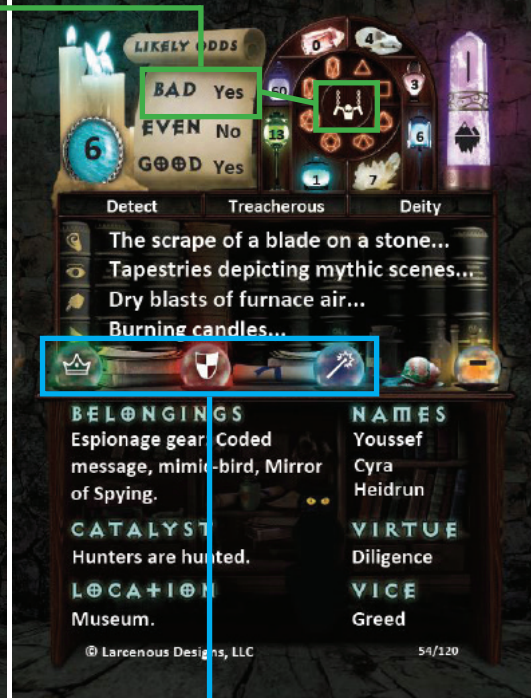 LIKELY ODDS
BAD Yes
EVEN No
GOOD Yes
6
0
4
60
3
13
6
1
7
Detect Treacherous Deity
The scrape of a blade on a stone...
Tapestries depicting mythic scenes...
Dry blasts of furnace air...
Burning candles...
BELONGINGS
Espionage gear. Coded
message, mimic-bird, Mirror
of Spying.
NAMES
Youssef
Cyra
Heidrun
CATALYST
Hunters are hunted.
VIRTUE
Diligence
LOCATION
Museum.
VICE
Greed
© Larcenous Designs, LLC 54/120